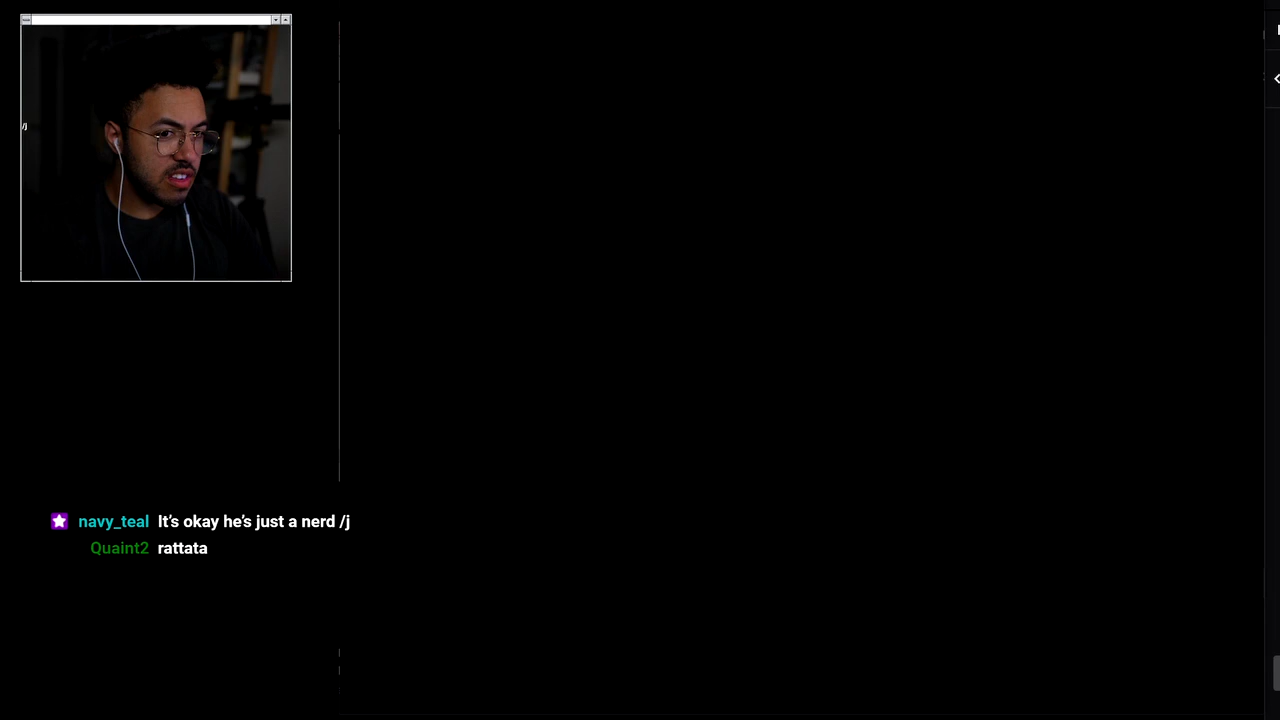 /j
navy_teal It’s okay he’s just a nerd /j
Quaint2 rattata